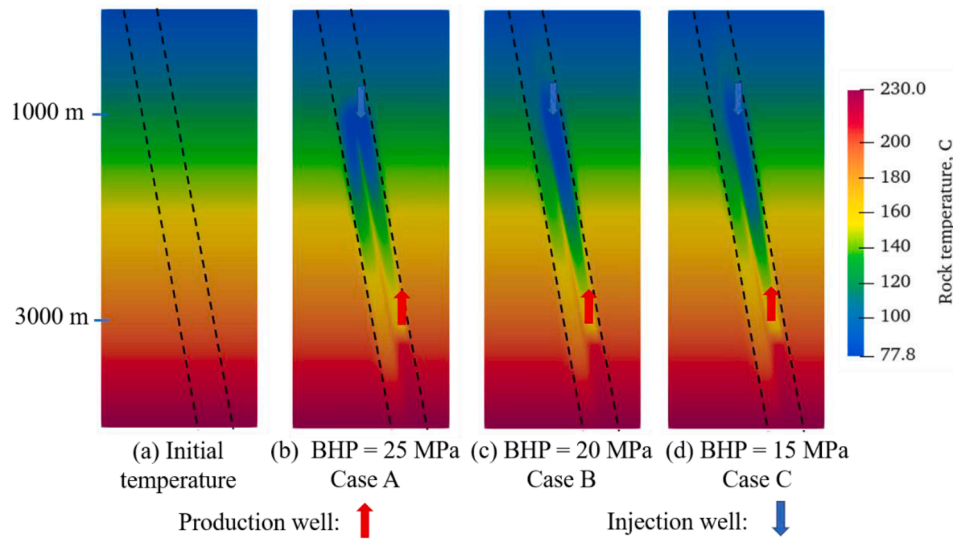 1000 m
3000 m
230.0
200
180
160
140
120
100
77.8
Rock temperature, C
(a) Initial
temperature
(b) BHP = 25 MPa
Case A
(c) BHP = 20 MPa
Case B
(d) BHP = 15 MPa
Case C
Production well:
Injection well: